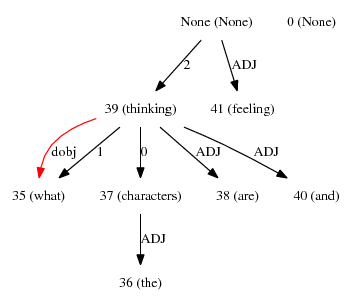 None (None) 0 (None)
2 ADJ
39 (thinking) 41 (feeling)
dobj 1 0 ADJ ADJ
35 (what) 37 (characters) 38 (are) 40 (and)
ADJ
36 (the)